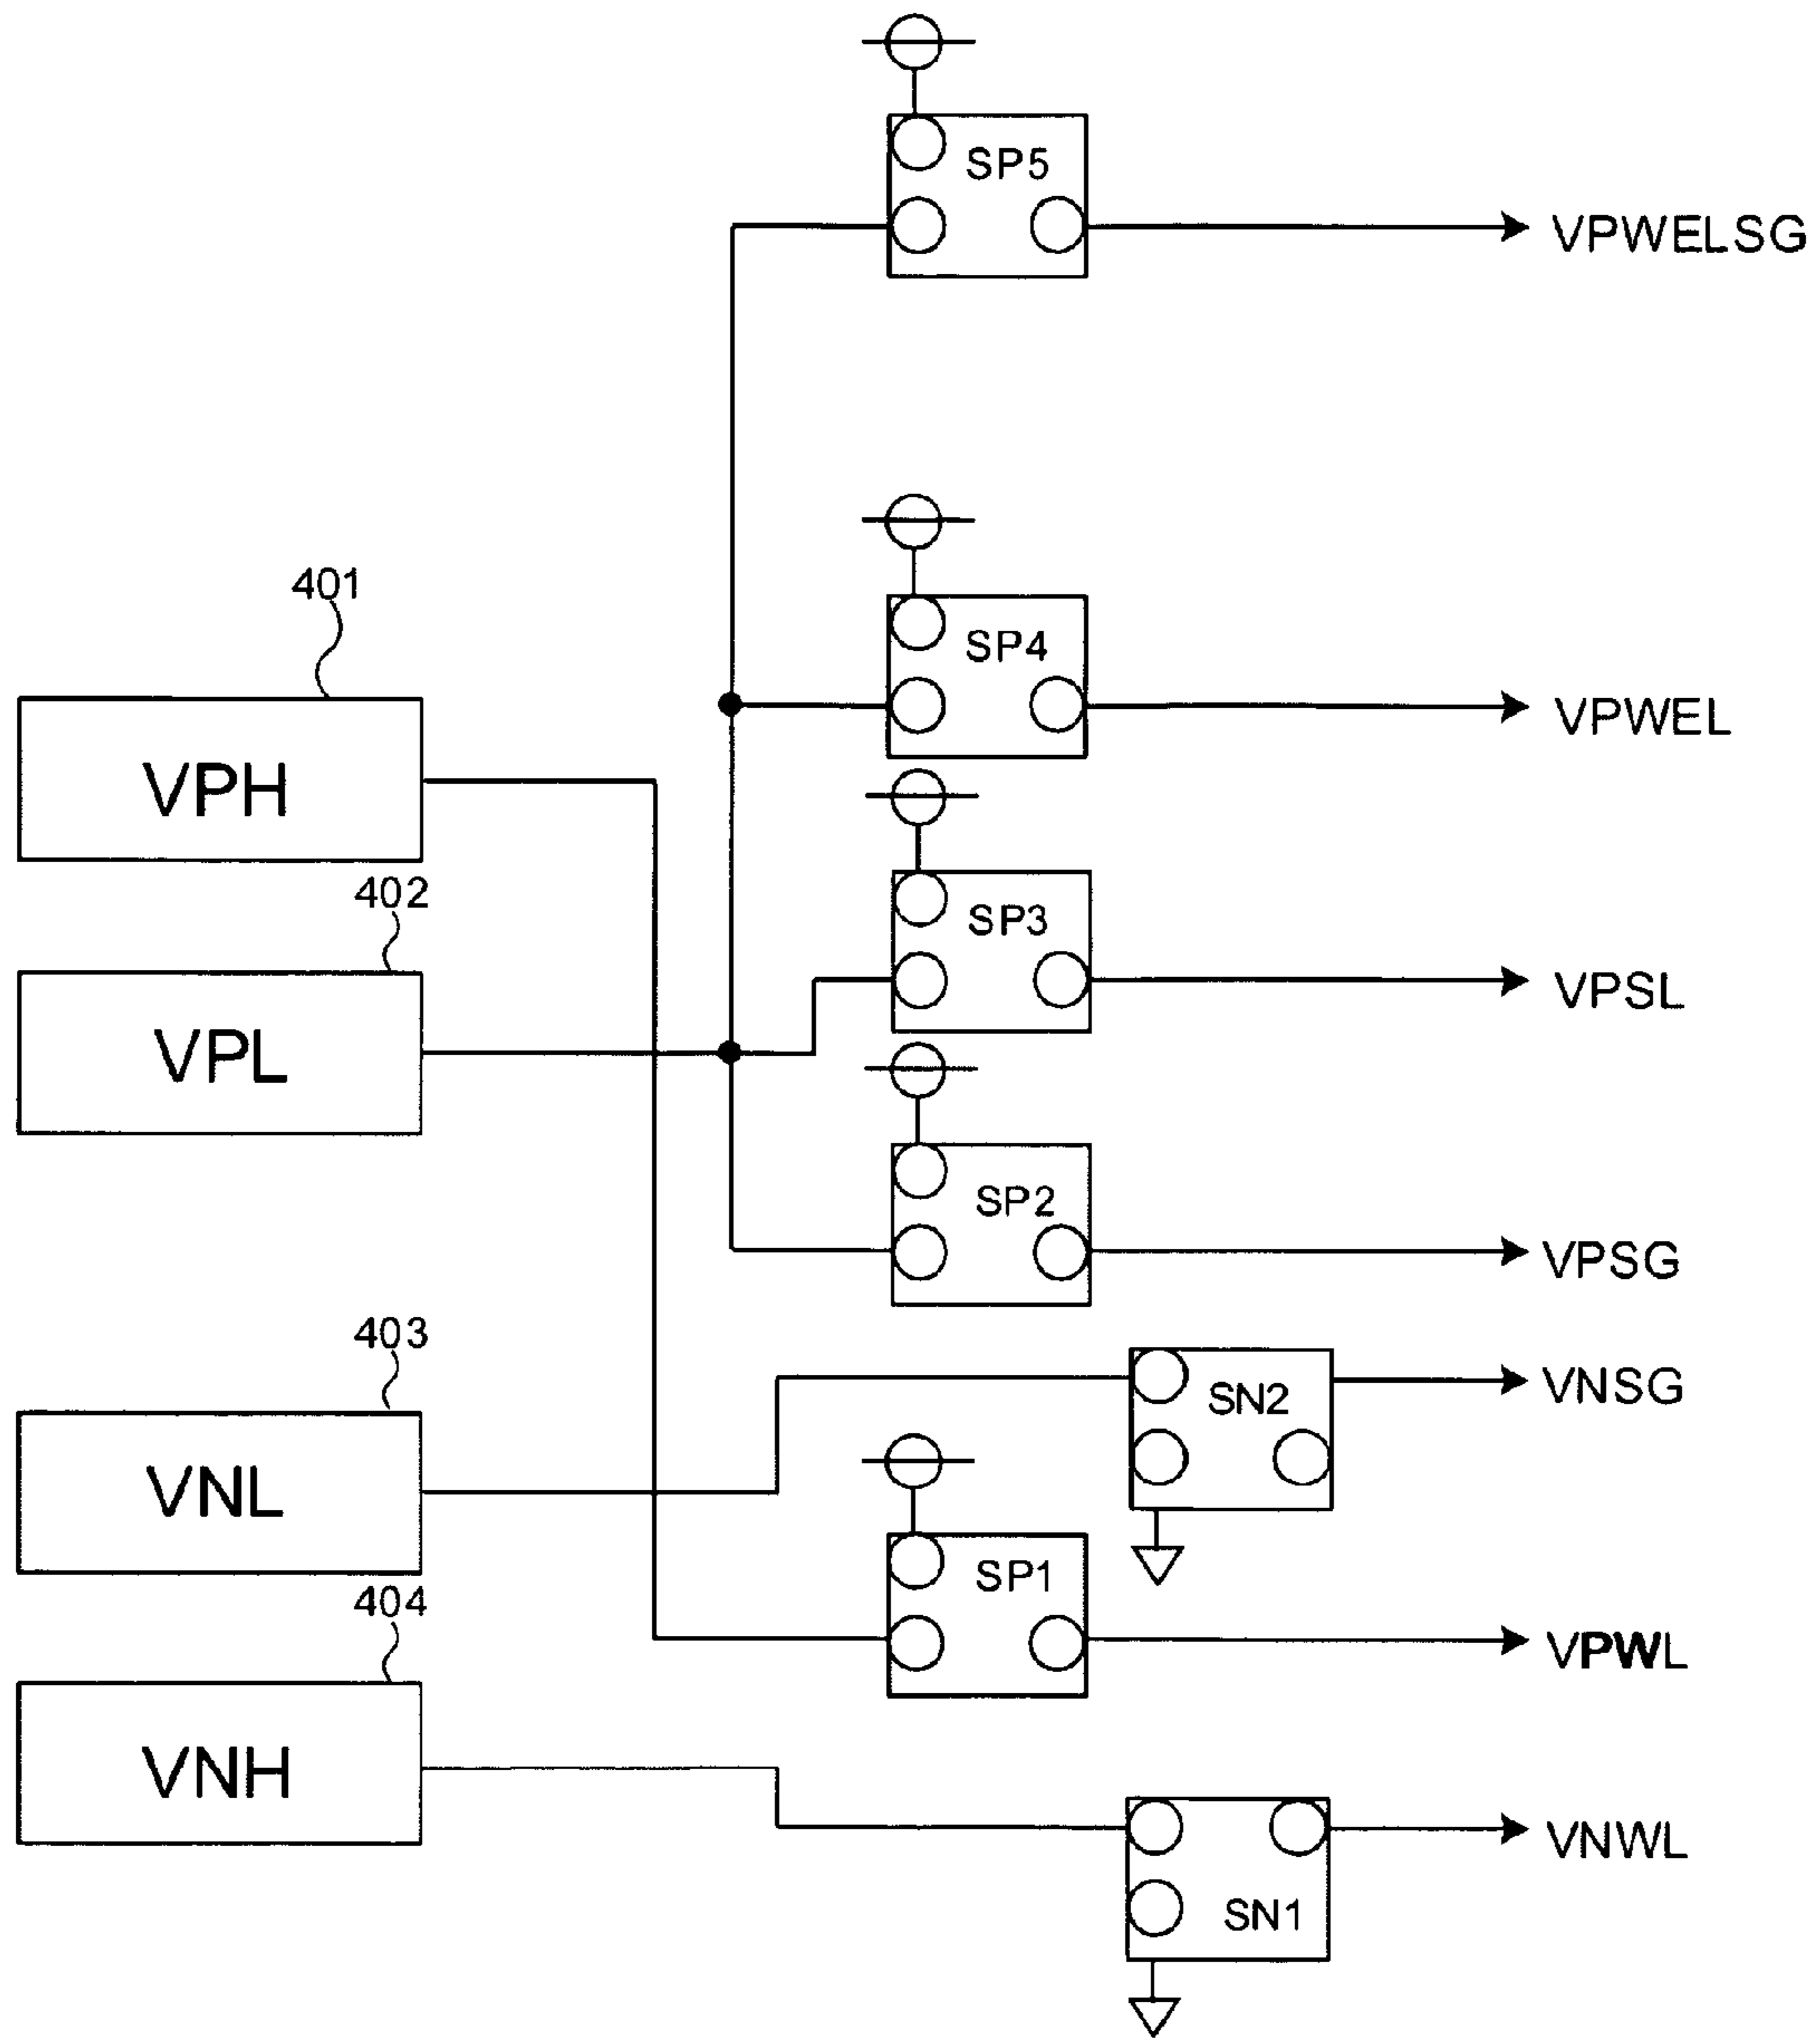 SP5
VPWELSG
401
SP4
VPWEL
VPH
402
SP3
VPSL
VPL
SP2
VPSG
403
SN2
VNSG
VNL
SP1
404
VPWL
VNH
VNWL
SN1